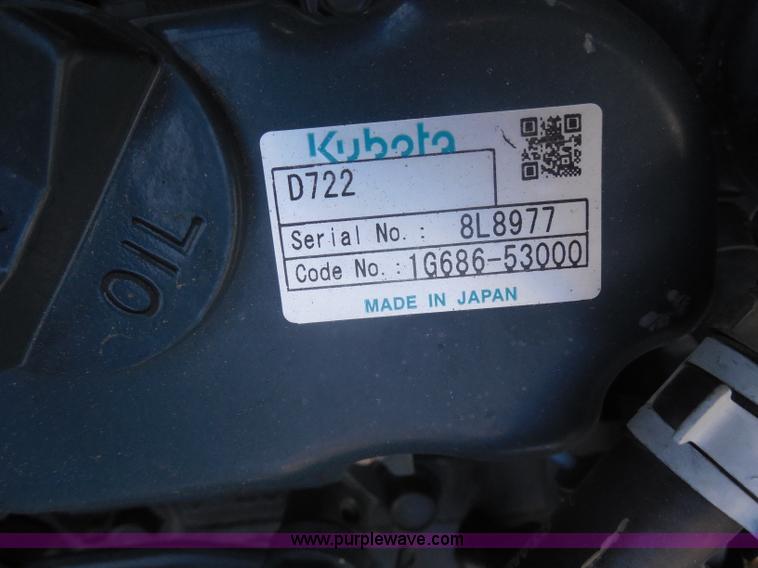 Kubota
D722
Serial No.: 8L8977
Code No.: 1G686-53000
MADE IN JAPAN
OIL
www.purplewave.com